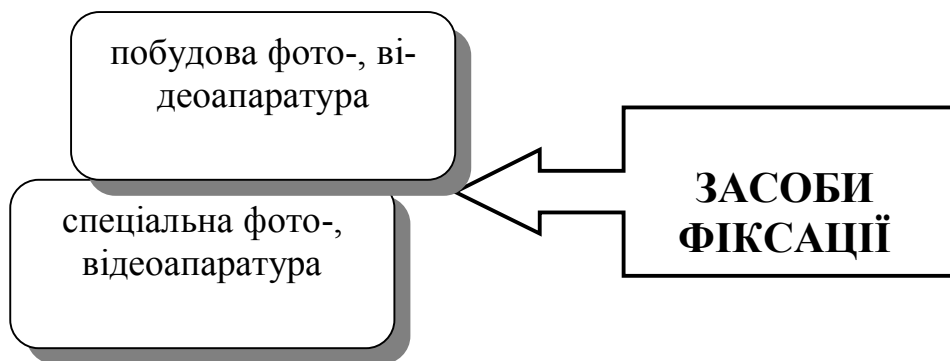 побудова фото-, ві-
деоапаратура
спеціальна фото-,
відеоапаратура
ЗАСОБИ
ФІКСАЦІЇ